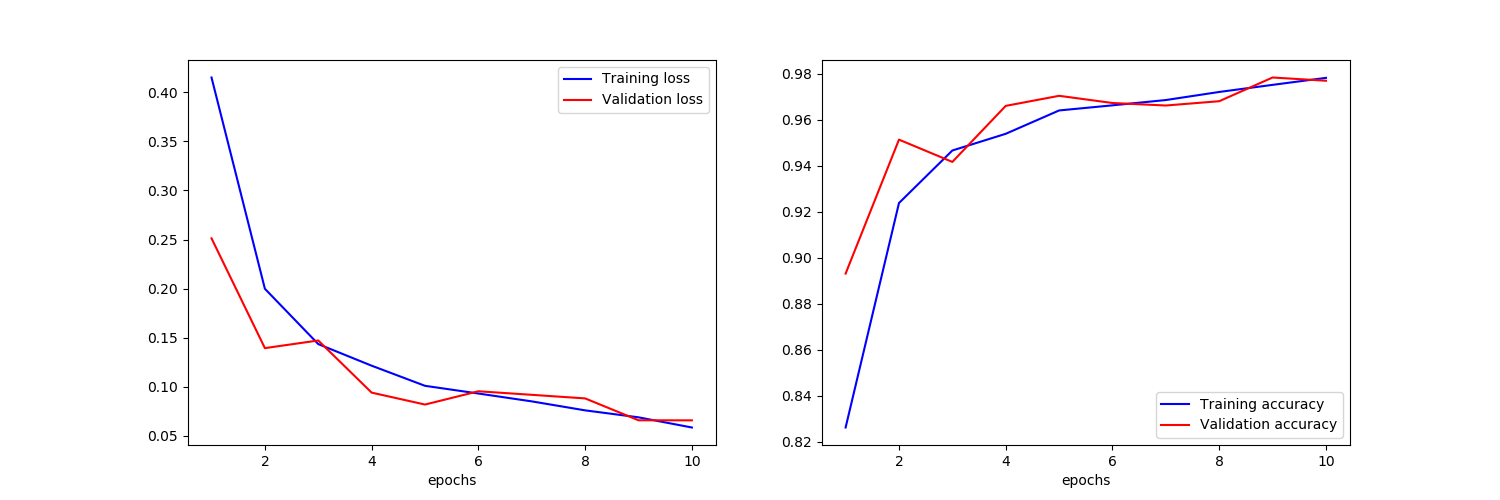 0.40
0.35
0.30
0.25
0.20
0.15
0.10
0.05
2 4 6 8 10
epochs
Training loss
Validation loss
0.98
0.96
0.94
0.92
0.90
0.88
0.86
0.84
0.82
2 4 6 8 10
epochs
Training accuracy
Validation accuracy